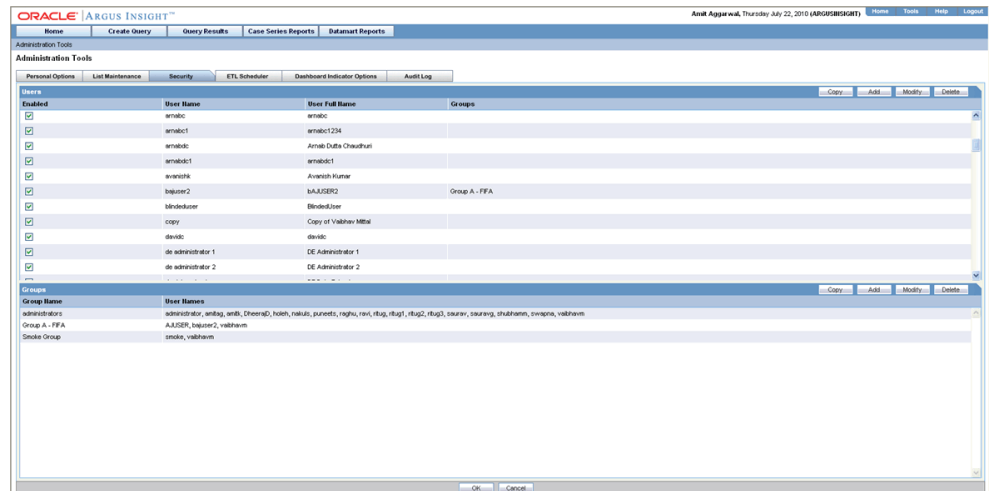 ORACLE | ARGUS INSIGHT™
Amit Aggarwal, Thursday July 22, 2010 (ARGUSINSIGHT) Home Tools Help Logout
Home Create Query Query Results Case Series Reports Datamart Reports
Administration Tools
Administration Tools
Personal Options List Maintenance Security ETL Scheduler Dashboard Indicator Options Audit Log
Users Copy Add Modify Delete
Enabled User Name User Full Name Groups
arnabc arnabc
arnabc1 arnabc1234
arnabdc Arnab Dutta Chaudhuri
arnabdc1 arnabdc1
avanishk Avanish Kumar
bajuser2 bAJUSER2 Group A - FIFA
blindeduser BlindedUser
copy Copy of Vaibhav Mittal
davidc davidc
de administrator 1 DE Administrator 1
de administrator 2 DE Administrator 2
Groups Copy Add Modify Delete
Group Name User Names
administrators administrator, amitag, amitk, DheerajD, holeh, nakuls, puneets, raghu, ravi, ritug, ritug1, ritug2, ritug3, saurav, sauravg, shubhamm, swapna, vaibhavm
Group A - FIFA AJUSER, bajuser2, vaibhavm
Smoke Group smoke, vaibhavm
OK Cancel